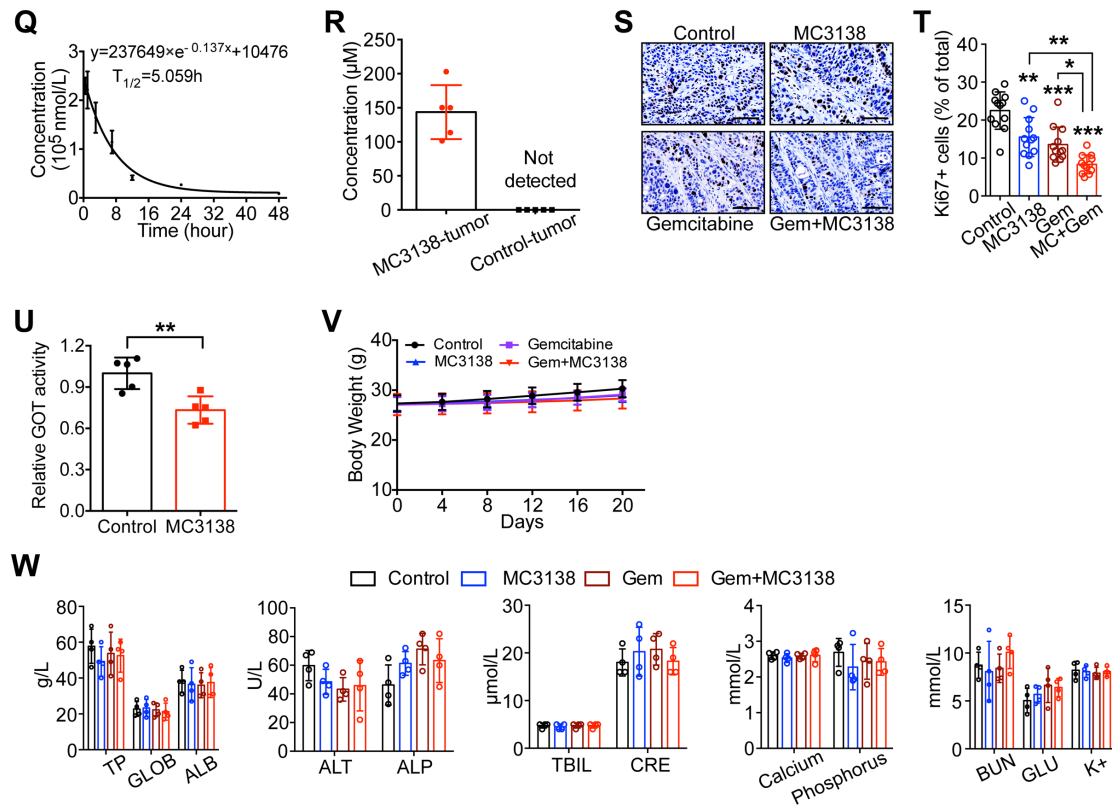 Q
y=237649×e^- 0.137x+10476
T1/2=5.059h
Concentration
(10^5 nmol/L)
3
2
1
0
0 8 16 24 32 40 48
Time (hour)
R
Concentration (µM)
250
200
150
100
50
0
Not
detected
MC3138-tumor
Control-tumor
S
Control MC3138
Gemcitabine Gem+MC3138
T
Ki67+ cells (% of total)
40
30
20
10
0
**
*
** *** ***
Control
MC3138
Gem
MC+Gem
U
Relative GOT activity
1.2
0.9
0.6
0.3
0.0
**
Control MC3138
V
Body Weight (g)
40
30
20
10
Control Gemcitabine
MC3138 Gem+MC3138
0 4 8 12 16 20
Days
W
Control MC3138 Gem Gem+MC3138
g/L
80
60
40
20
0
TP GLOB ALB
U/L
100
80
60
40
20
0
ALT ALP
µmol/L
30
20
10
0
TBIL CRE
mmol/L
4
3
2
1
0
Calcium Phosphorus
mmol/L
15
10
5
0
BUN GLU K+